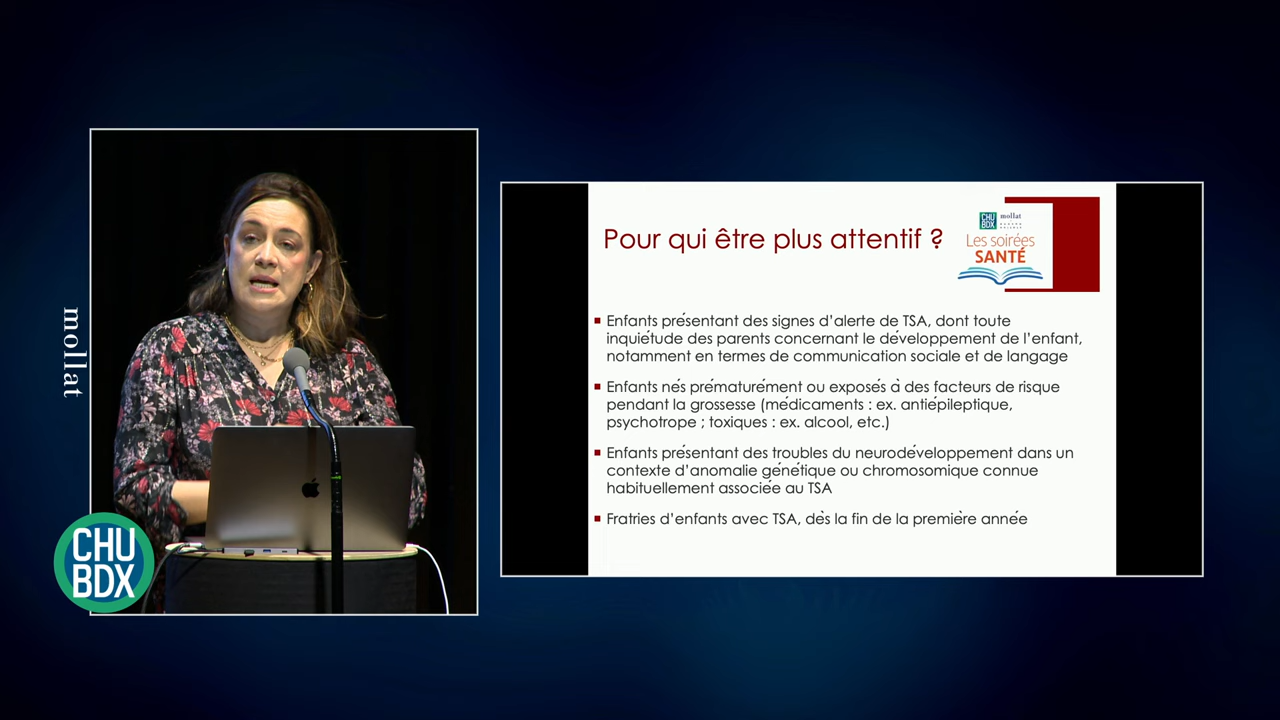 mollat
CHU
BDX
Pour qui être plus attentif ?
CHU
BDX
mollat
Les soirées
SANTÉ
■ Enfants présentant des signes d'alerte de TSA, dont toute
inquiétude des parents concernant le développement de l'enfant,
notamment en termes de communication sociale et de langage
■ Enfants nés prématurément ou exposés à des facteurs de risque
pendant la grossesse (médicaments : ex. antiépileptique,
psychotrope ; toxiques : ex. alcool, etc.)
■ Enfants présentant des troubles du neurodéveloppement dans un
contexte d'anomalie génétique ou chromosomique connue
habituellement associée au TSA
■ Fratries d'enfants avec TSA, dès la fin de la première année